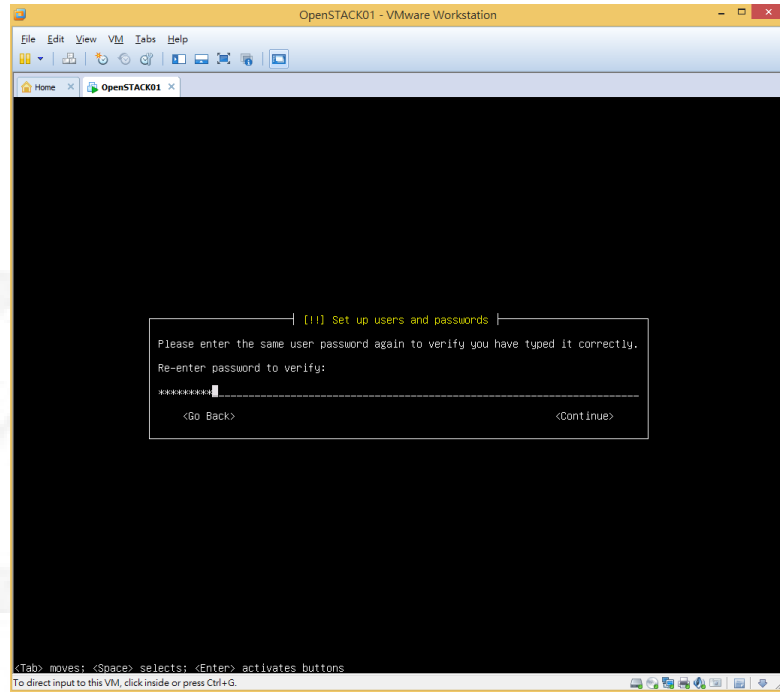 OpenSTACK01 - VMware Workstation
File Edit View VM Tabs Help
Home OpenSTACK01
[!!] Set up users and passwords
Please enter the same user password again to verify you have typed it correctly.
Re-enter password to verify:
*********
<Go Back> <Continue>
<Tab> moves; <Space> selects; <Enter> activates buttons
To direct input to this VM, click inside or press Ctrl+G.